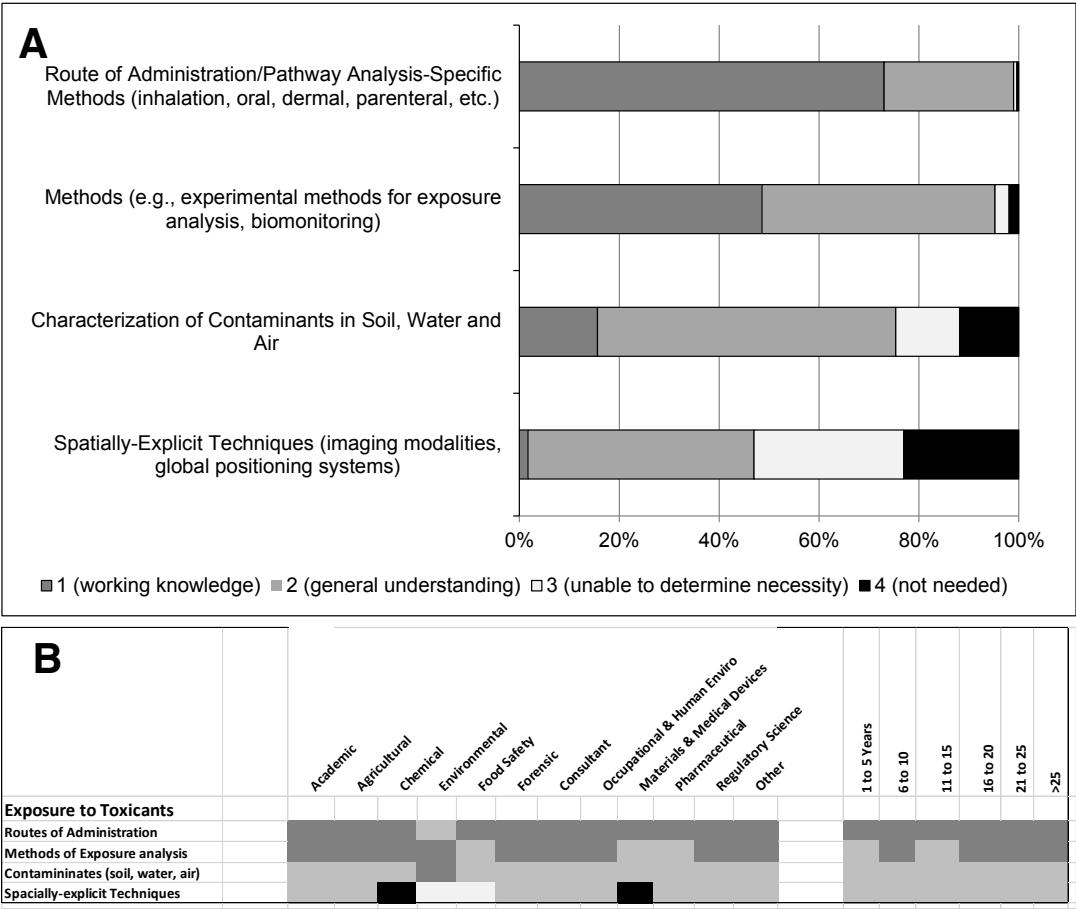 A
Route of Administration/Pathway Analysis-Specific
Methods (inhalation, oral, dermal, parenteral, etc.)
Methods (e.g., experimental methods for exposure
analysis, biomonitoring)
Characterization of Contaminants in Soil, Water and
Air
Spatially-Explicit Techniques (imaging modalities,
global positioning systems)
0% 20% 40% 60% 80% 100%
1 (working knowledge) 2 (general understanding) 3 (unable to determine necessity) 4 (not needed)
B
Academic
Agricultural
Chemical
Environmental
Food Safety
Forensic
Consultant
Occupational & Human Enviro
Materials & Medical Devices
Pharmaceutical
Regulatory Science
Other
1 to 5 Years
6 to 10
11 to 15
16 to 20
21 to 25
>25
Exposure to Toxicants
Routes of Administration
Methods of Exposure analysis
Contamininates (soil, water, air)
Spacially-explicit Techniques